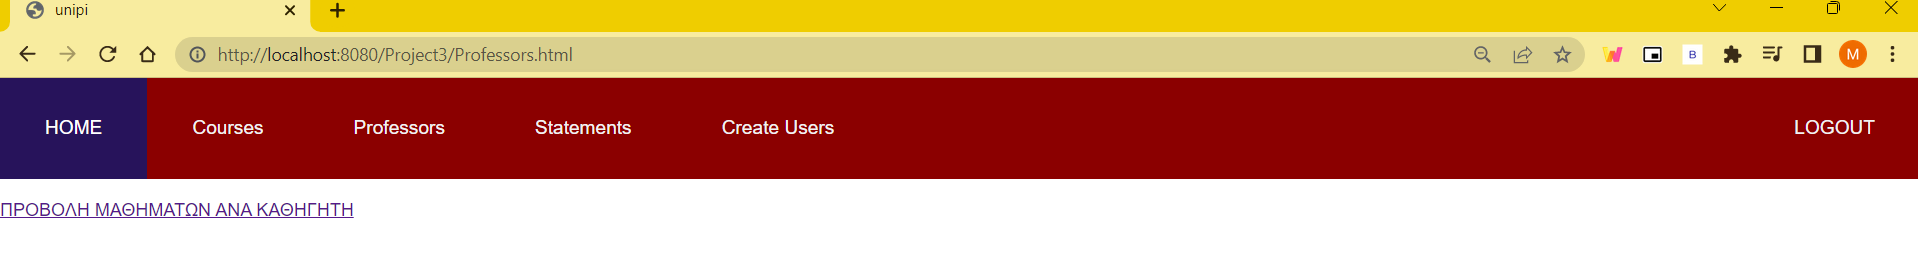 unipi
http://localhost:8080/Project3/Professors.html
B
M
HOME Courses Professors Statements Create Users LOGOUT
ΠΡΟΒΟΛΗ ΜΑΘΗΜΑΤΩΝ ΑΝΑ ΚΑΘΗΓΗΤΗ